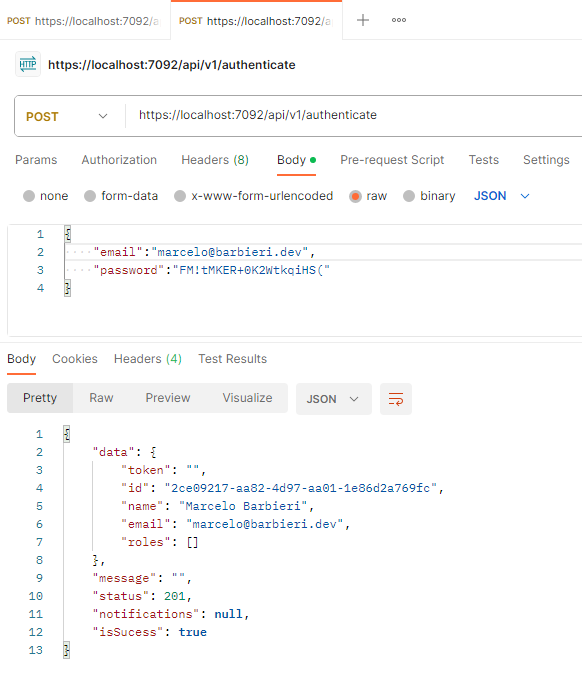 POST https://localhost:7092/a POST https://localhost:7092/a
HTTP https://localhost:7092/api/v1/authenticate
POST https://localhost:7092/api/v1/authenticate
Params Authorization Headers (8) Body Pre-request Script Tests Settings
none form-data x-www-form-urlencoded raw binary JSON
1 {
2 "email":"marcelo@barbieri.dev",
3 "password":"FM!tMKER+0K2WtkqiHS("
4 }
Body Cookies Headers (4) Test Results
Pretty Raw Preview Visualize JSON
1 {
2 "data": {
3 "token": "",
4 "id": "2ce09217-aa82-4d97-aa01-1e86d2a769fc",
5 "name": "Marcelo Barbieri",
6 "email": "marcelo@barbieri.dev",
7 "roles": []
8 },
9 "message": "",
10 "status": 201,
11 "notifications": null,
12 "isSucess": true
13 }